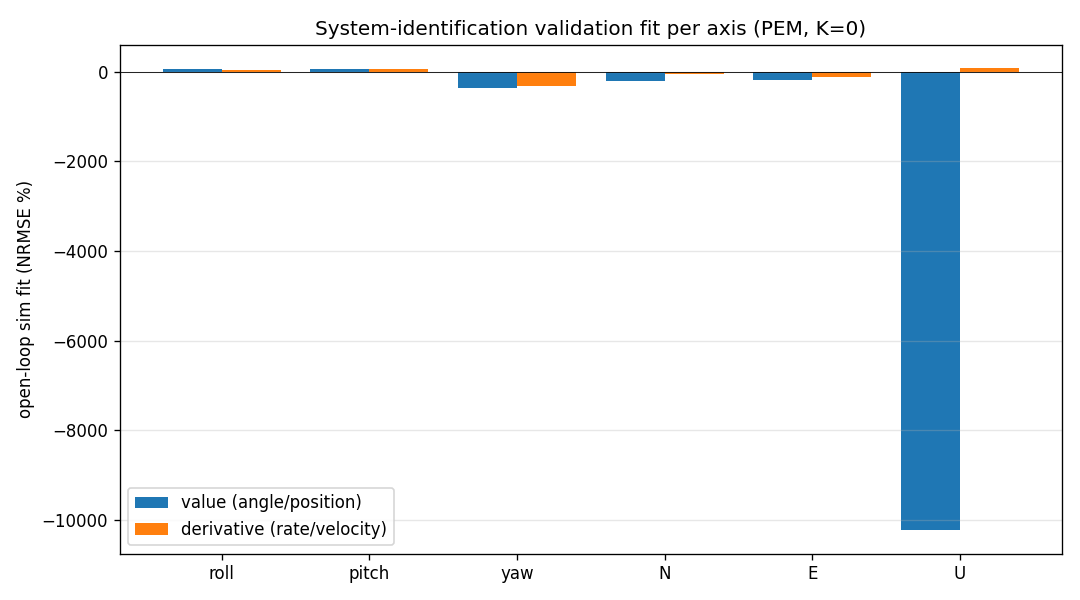 System-identification validation fit per axis (PEM, K=0)
open-loop sim fit (NRMSE %)
0
−2000
−4000
−6000
−8000
−10000
value (angle/position)
derivative (rate/velocity)
roll pitch yaw N E U